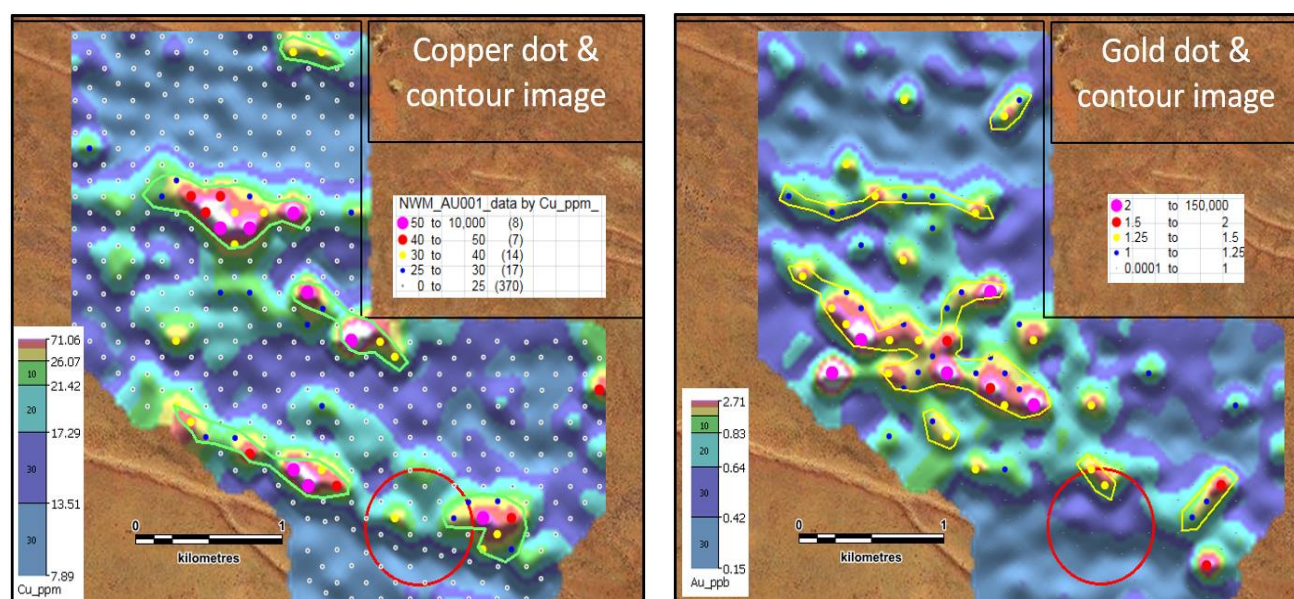 Copper dot &
contour image
NWM_AU001_data by Cu_ppm_
50 to 10,000 (8)
40 to 50 (7)
30 to 40 (14)
25 to 30 (17)
0 to 25 (370)
71.06
26.07
10
21.42
20
17.29
30
13.51
30
7.89
Cu_ppm
0 1
kilometres
Gold dot &
contour image
2 to 150,000
1.5 to 2
1.25 to 1.5
1 to 1.25
0.0001 to 1
2.71
10
0.83
20
0.64
30
0.42
30
0.15
Au_ppb
0 1
kilometres